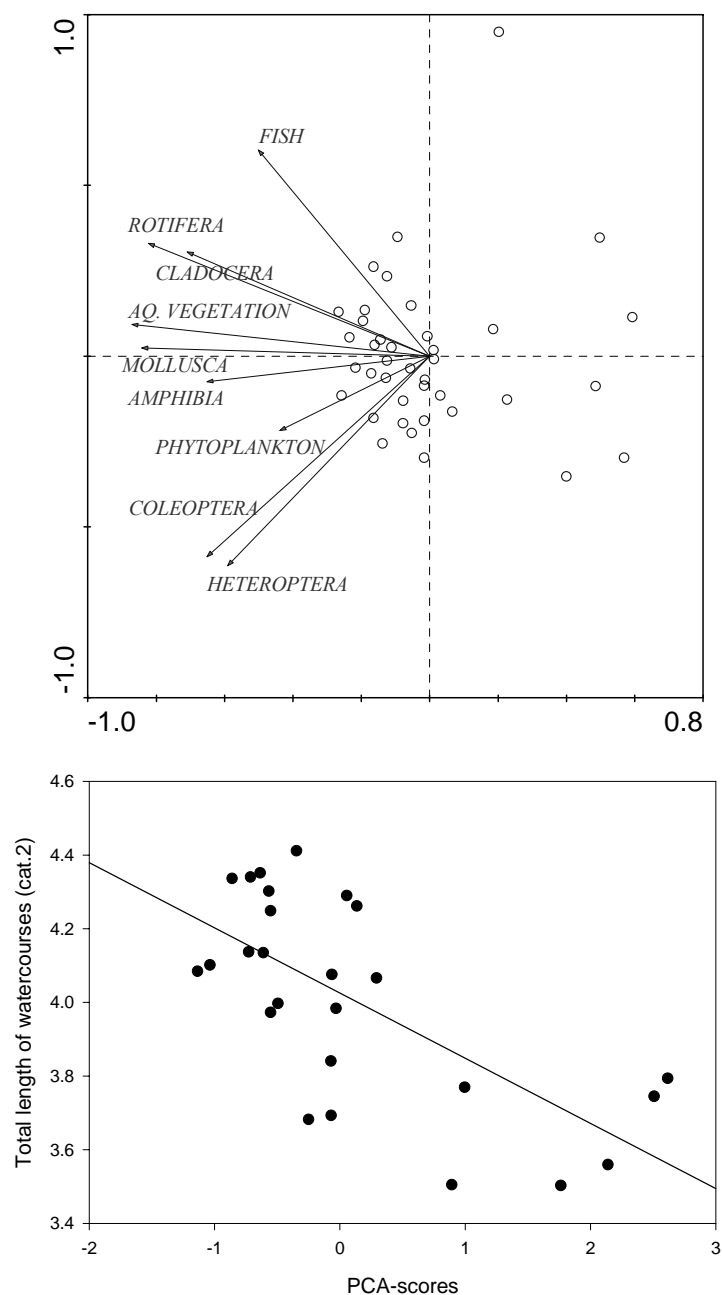 1.0
FISH
ROTIFERA
CLADOCERA
AQ. VEGETATION
MOLLUSCA
AMPHIBIA
PHYTOPLANKTON
COLEOPTERA
HETEROPTERA
-1.0
-1.0 0.8
4.6
4.4
4.2
4.0
3.8
3.6
3.4
Total length of watercourses (cat.2)
-2 -1 0 1 2 3
PCA-scores